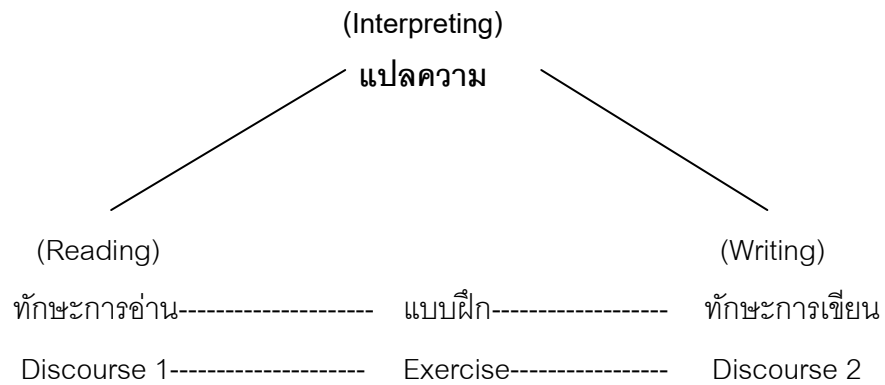 (Interpreting)
แปลความ
(Reading) (Writing)
ทักษะการอ่าน--------------------- แบบฝึก------------------- ทักษะการเขียน
Discourse 1--------------------- Exercise----------------- Discourse 2